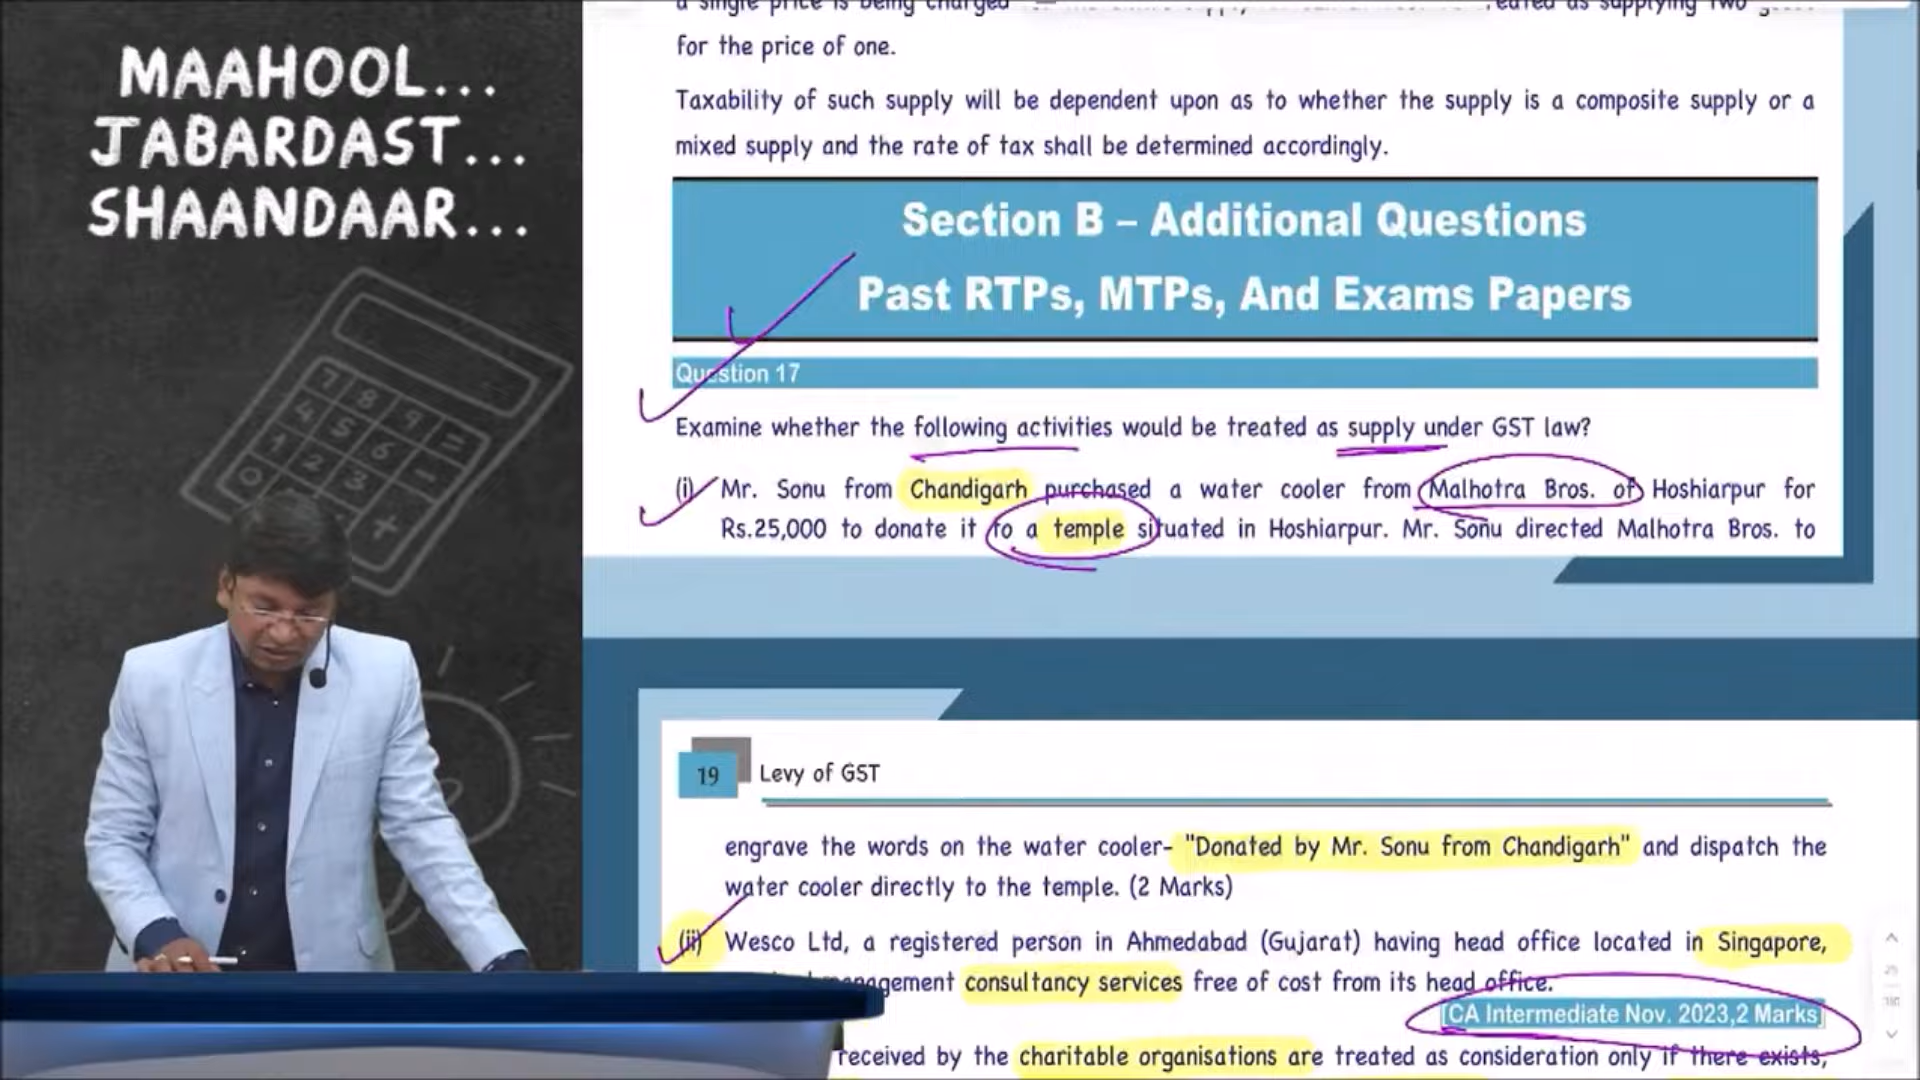 MAAHOOL...
JABARDAST...
SHAANDAAR...
a single price is being charged
for the price of one.
Taxability of such supply will be dependent upon as to whether the supply is a composite supply or a
mixed supply and the rate of tax shall be determined accordingly.
Section B – Additional Questions
Past RTPs, MTPs, And Exams Papers
Question 17
Examine whether the following activities would be treated as supply under GST law?
(i) Mr. Sonu from Chandigarh purchased a water cooler from Malhotra Bros. of Hoshiarpur for
Rs.25,000 to donate it to a temple situated in Hoshiarpur. Mr. Sonu directed Malhotra Bros. to
19 Levy of GST
engrave the words on the water cooler- "Donated by Mr. Sonu from Chandigarh" and dispatch the
water cooler directly to the temple. (2 Marks)
(ii) Wesco Ltd, a registered person in Ahmedabad (Gujarat) having head office located in Singapore,
consultancy services free of cost from its head office.
[CA Intermediate Nov. 2023,2 Marks]
received by the charitable organisations are treated as consideration only if there exists,